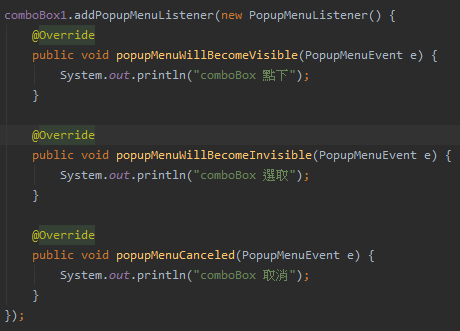 comboBox1.addPopupMenuListener(new PopupMenuListener() {
    @Override
    public void popupMenuWillBecomeVisible(PopupMenuEvent e) {
        System.out.println("comboBox 點下");
    }

    @Override
    public void popupMenuWillBecomeInvisible(PopupMenuEvent e) {
        System.out.println("comboBox 選取");
    }

    @Override
    public void popupMenuCanceled(PopupMenuEvent e) {
        System.out.println("comboBox 取消");
    }
});